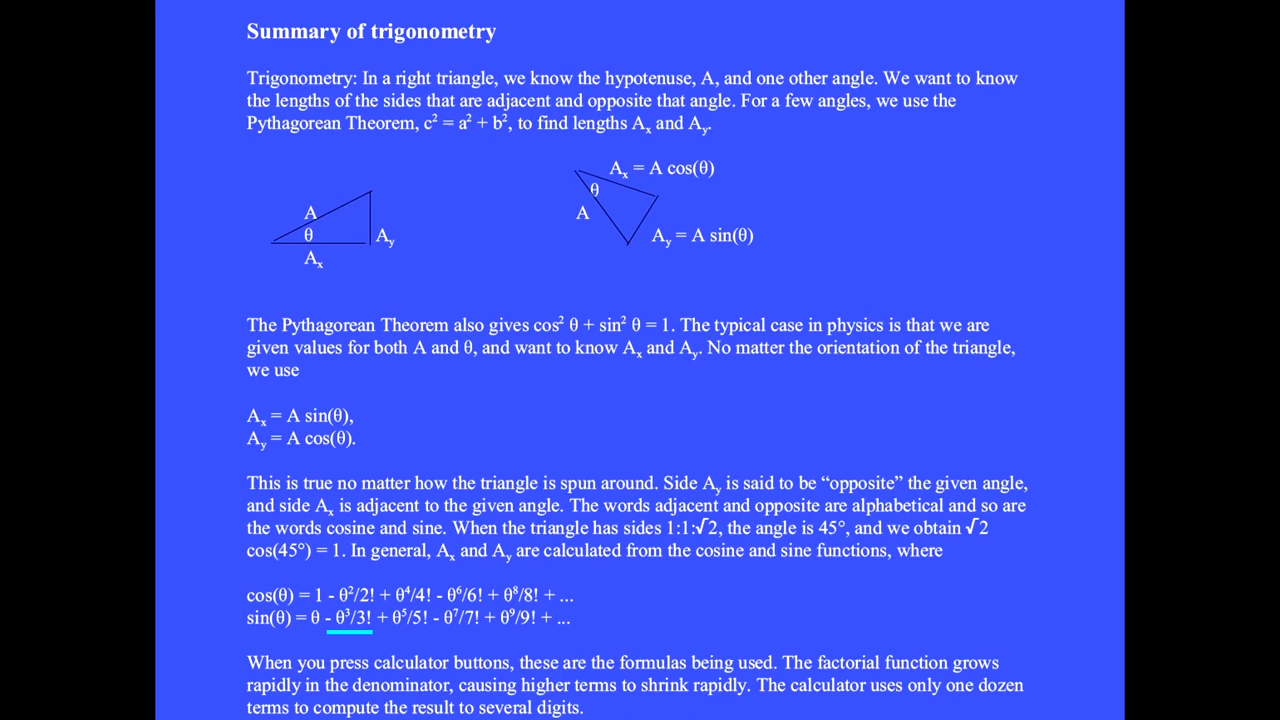 Summary of trigonometry
Trigonometry: In a right triangle, we know the hypotenuse, A, and one other angle. We want to know
the lengths of the sides that are adjacent and opposite that angle. For a few angles, we use the
Pythagorean Theorem, c² = a² + b², to find lengths Aₓ and Aᵧ.
Aₓ = A cos(θ)
θ
A
Aᵧ = A sin(θ)
A
θ
Aᵧ
Aₓ
The Pythagorean Theorem also gives cos² θ + sin² θ = 1. The typical case in physics is that we are
given values for both A and θ, and want to know Aₓ and Aᵧ. No matter the orientation of the triangle,
we use
Aₓ = A sin(θ),
Aᵧ = A cos(θ).
This is true no matter how the triangle is spun around. Side Aᵧ is said to be “opposite” the given angle,
and side Aₓ is adjacent to the given angle. The words adjacent and opposite are alphabetical and so are
the words cosine and sine. When the triangle has sides 1:1:√2, the angle is 45°, and we obtain √2
cos(45°) = 1. In general, Aₓ and Aᵧ are calculated from the cosine and sine functions, where
cos(θ) = 1 - θ²/2! + θ⁴/4! - θ⁶/6! + θ⁸/8! + ...
sin(θ) = θ - θ³/3! + θ⁵/5! - θ⁷/7! + θ⁹/9! + ...
When you press calculator buttons, these are the formulas being used. The factorial function grows
rapidly in the denominator, causing higher terms to shrink rapidly. The calculator uses only one dozen
terms to compute the result to several digits.